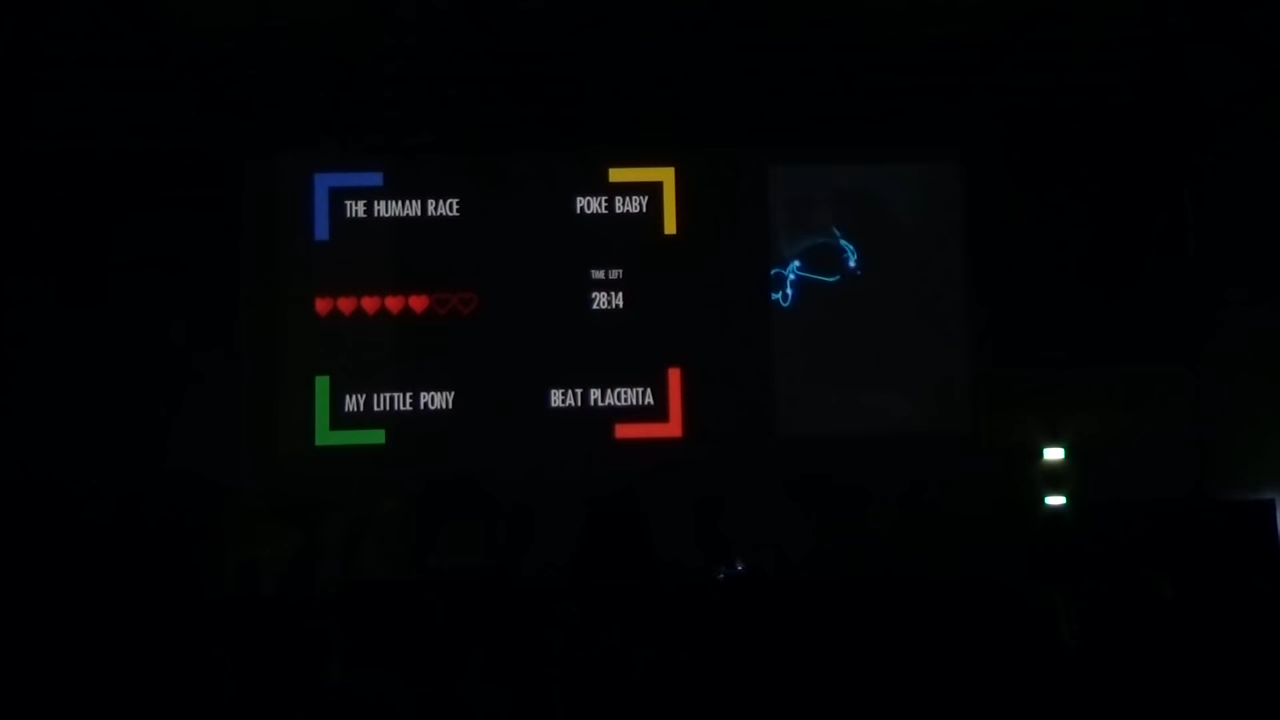 THE HUMAN RACE
POKE BABY
TIME LEFT
28:14
MY LITTLE PONY
BEAT PLACENTA